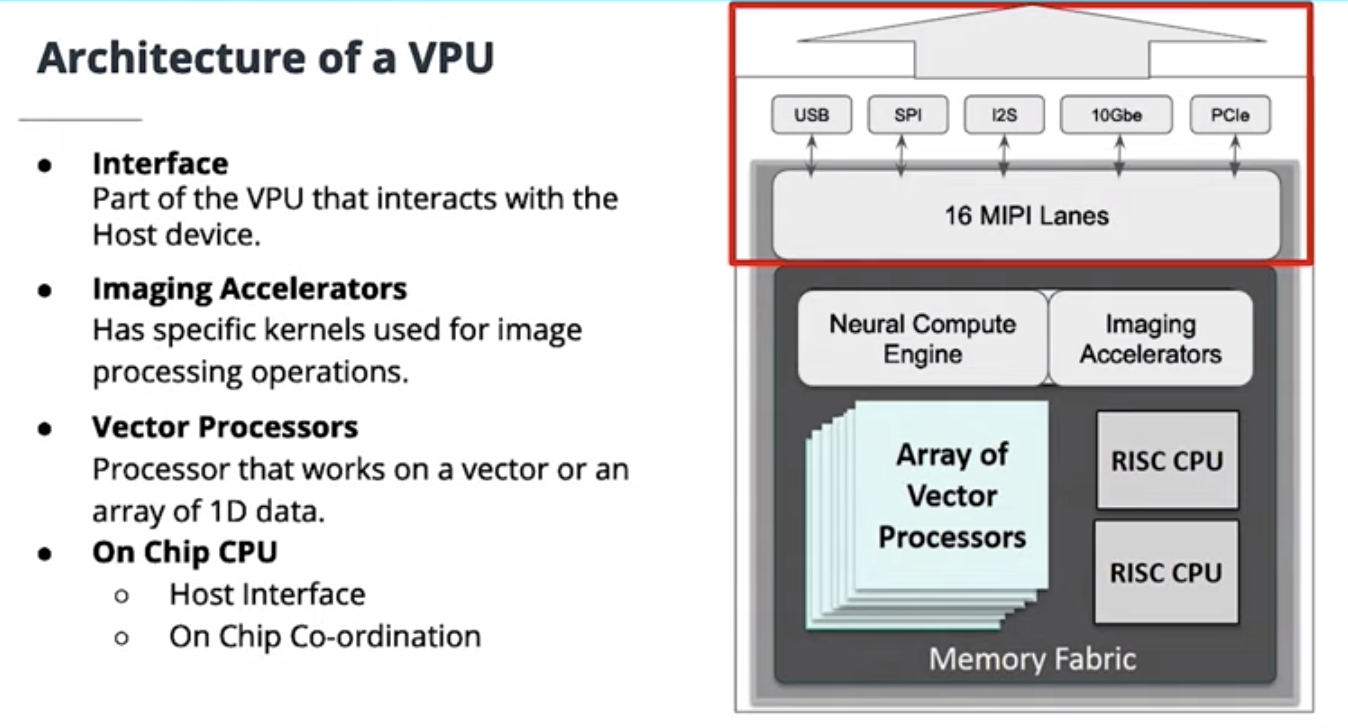 Architecture of a VPU
● Interface
Part of the VPU that interacts with the
Host device.
● Imaging Accelerators
Has specific kernels used for image
processing operations.
● Vector Processors
Processor that works on a vector or an
array of 1D data.
● On Chip CPU
○ Host Interface
○ On Chip Co-ordination
USB SPI I2S 10Gbe PCIe
16 MIPI Lanes
Neural Compute
Engine
Imaging
Accelerators
Array of
Vector
Processors
RISC CPU
RISC CPU
Memory Fabric